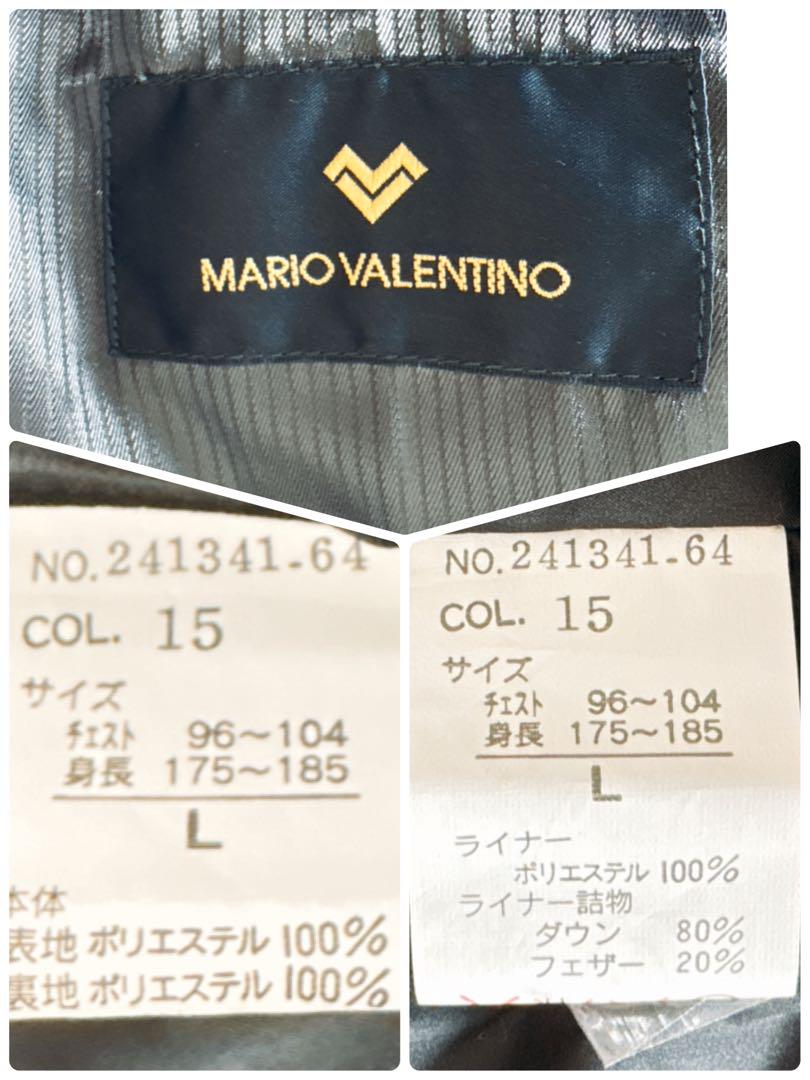 MARIO VALENTINO
NO. 241341-64
COL. 15
サイズ
チェスト 96〜104
身長 175〜185
L
本体
表地 ポリエステル 100%
裏地 ポリエステル 100%
NO. 241341-64
COL. 15
サイズ
チェスト 96〜104
身長 175〜185
L
ライナー
ポリエステル 100%
ライナー詰物
ダウン 80%
フェザー 20%